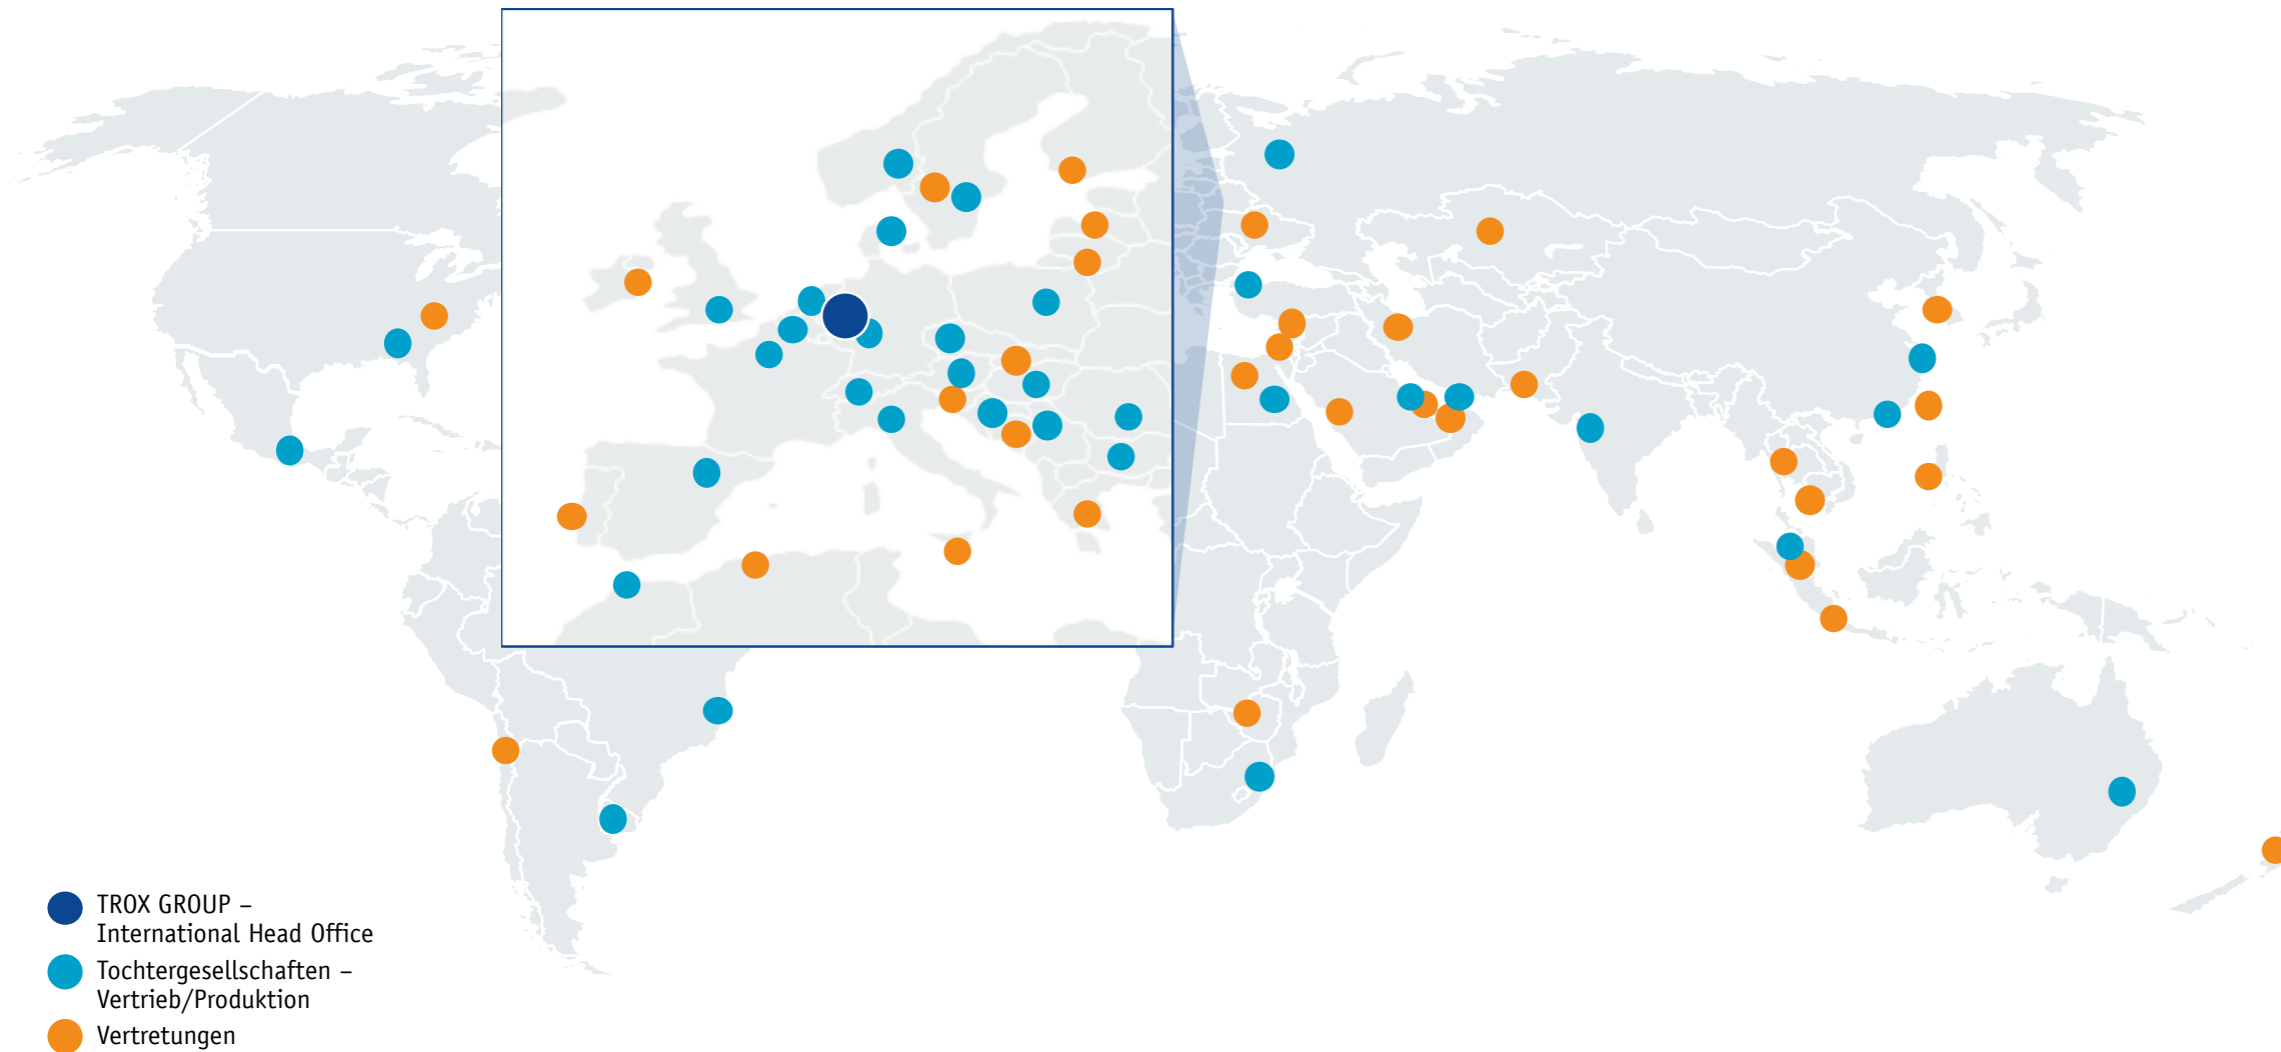 TROX GROUP –
International Head Office
Tochtergesellschaften –
Vertrieb/Produktion
Vertretungen